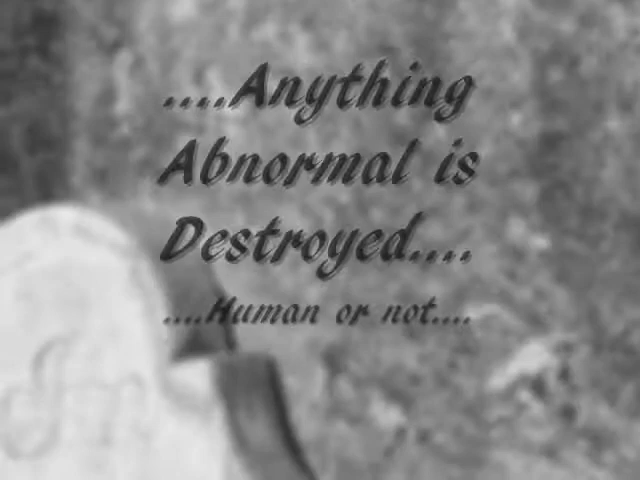 ....Anything
Abnormal is
Destroyed....
....Human or not....